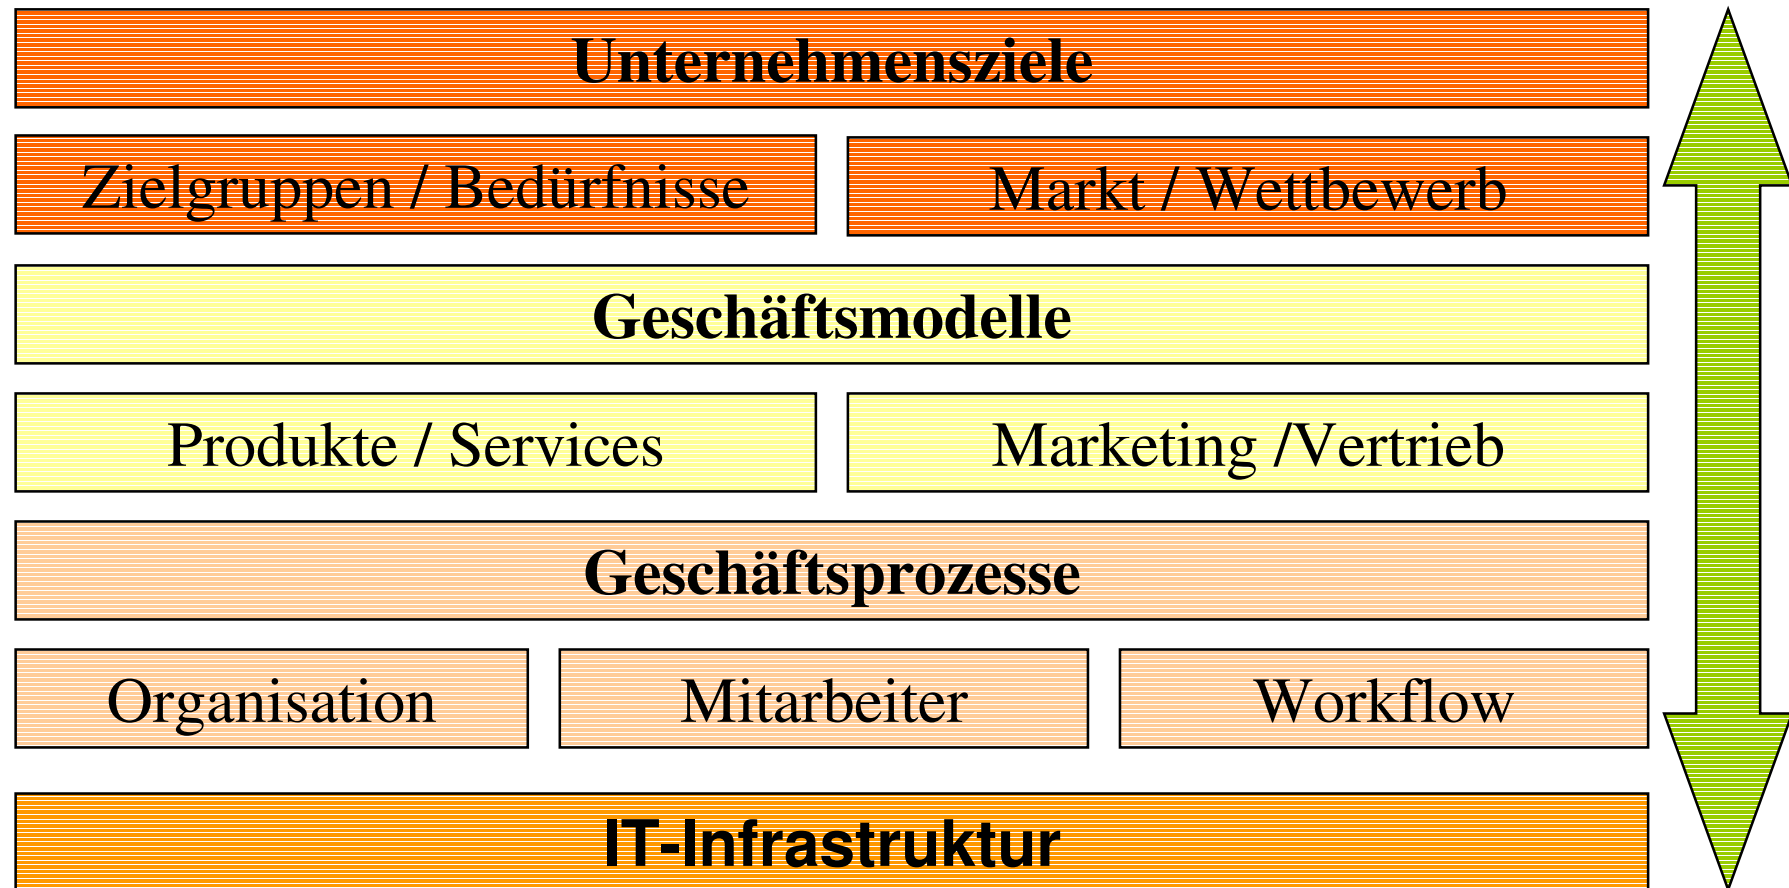 Unternehmensziele
Zielgruppen / Bedürfnisse
Markt / Wettbewerb
Geschäftsmodelle
Produkte / Services
Marketing /Vertrieb
Geschäftsprozesse
Organisation
Mitarbeiter
Workflow
IT-Infrastruktur